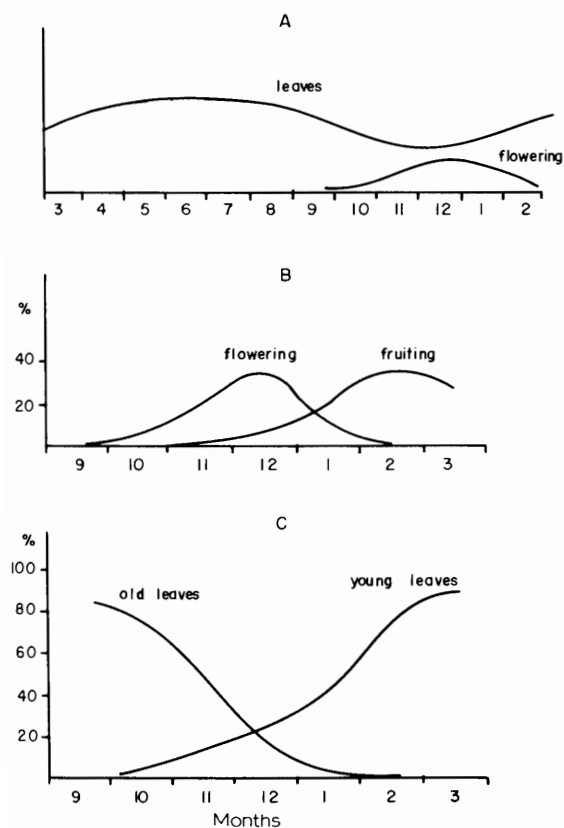 A
leaves
flowering
3 4 5 6 7 8 9 10 11 12 1 2
B
%
flowering fruiting
40
20
9 10 11 12 1 2 3
C
%
100
old leaves young leaves
80
60
40
20
9 10 11 12 1 2 3
Months